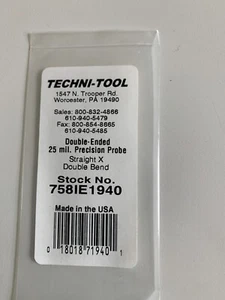 TECHNI-TOOL
1547 N. Trooper Rd.
Worcester, PA 19490
Sales: 800-832-4866
610-940-5479
Fax: 800-854-8665
610-940-5485
Double-Ended
25 mil. Precision Probe
Straight X
Double Bend
Stock No.
758IE1940
Made in the USA
0 18018 71940 1